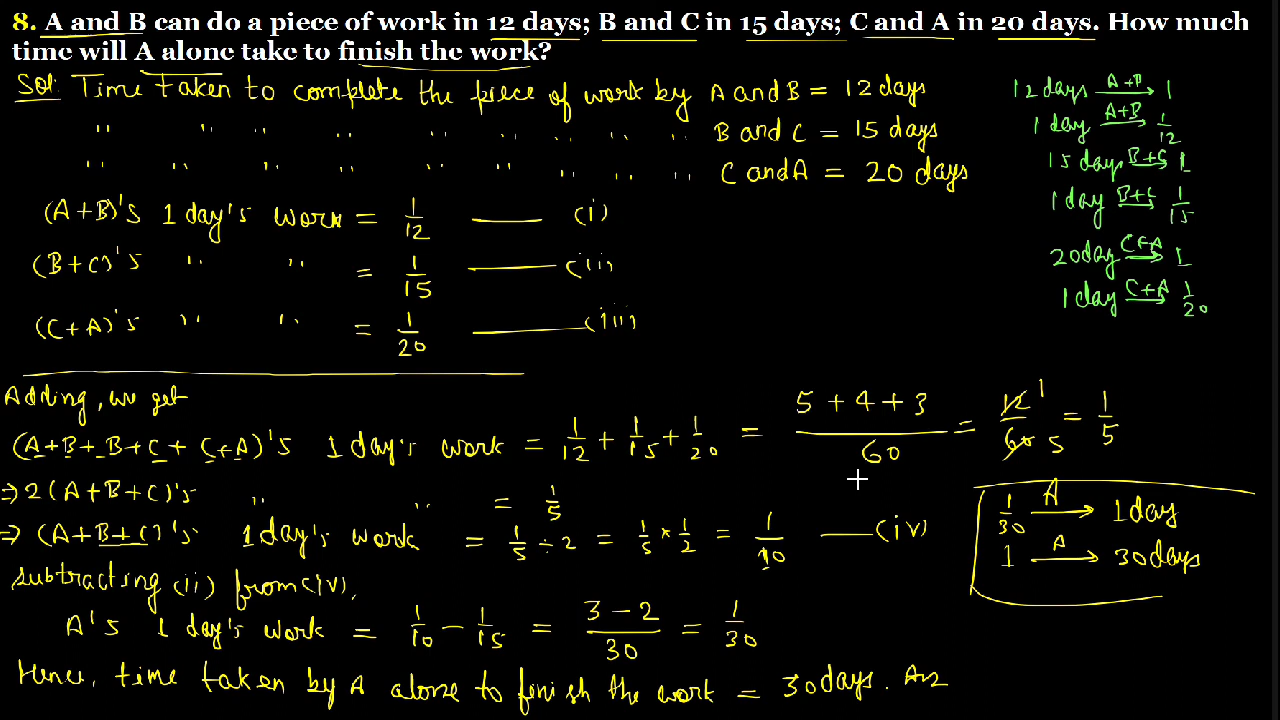 8. A and B can do a piece of work in 12 days; B and C in 15 days; C and A in 20 days. How much
time will A alone take to finish the work?
Sol: Time taken to complete the piece of work by A and B = 12 days
" " " " " " " " " B and C = 15 days
" " " " " " " " " C and A = 20 days
(A+B)'s 1 day's work = 1/12 —— (i)
(B+C)'s " " = 1/15 —— (ii)
(C+A)'s " " = 1/20 —— (iii)
12 days A+B→ 1
1 day A+B→ 1/12
15 days B+C→ 1
1 day B+C→ 1/15
20 day C+A→ 1
1 day C+A→ 1/20
Adding, we get
(A+B+B+C+C+A)'s 1 day's work = 1/12 + 1/15 + 1/20 = 5+4+3/60 = 12 1/60 5 = 1/5
⇒ 2(A+B+C)'s " " = 1/5
⇒ (A+B+C)'s 1 day's work = 1/5 ÷ 2 = 1/5 × 1/2 = 1/10 —— (iv)
subtracting (ii) from (iv),
A's 1 day's work = 1/10 - 1/15 = 3-2/30 = 1/30
Hence, time taken by A alone to finish the work = 30 days. Ans
1/30 A→ 1 day
1 A→ 30 days